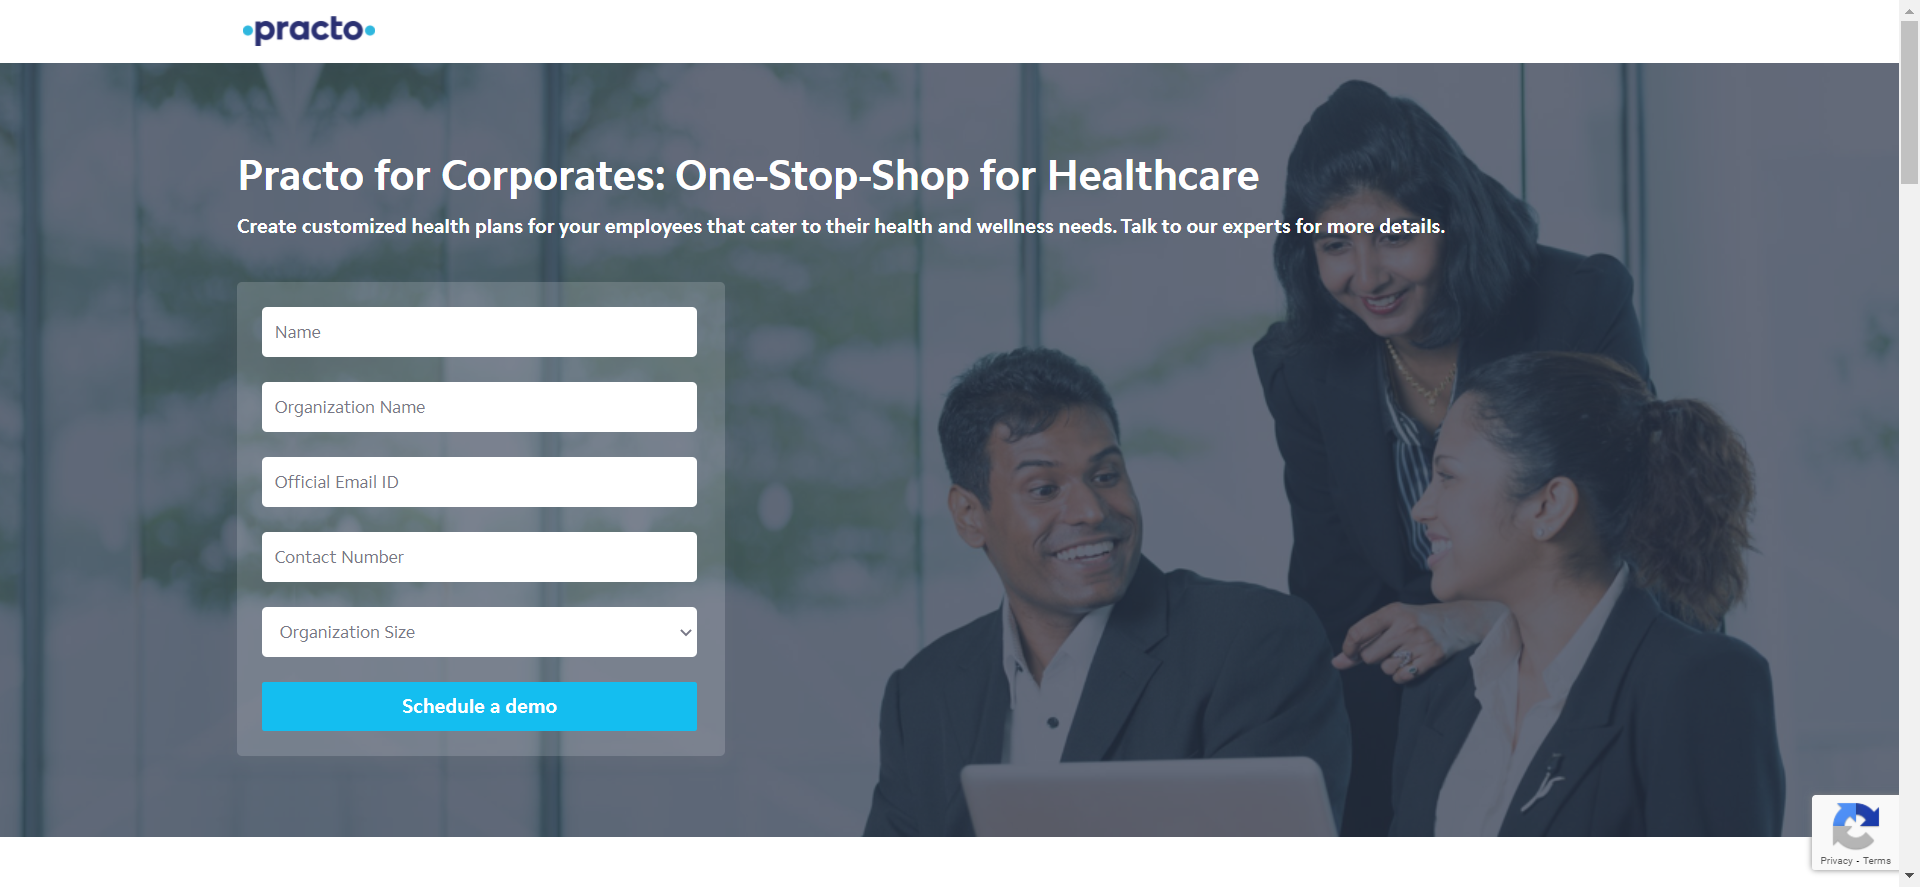 practo
Practo for Corporates: One-Stop-Shop for Healthcare
Create customized health plans for your employees that cater to their health and wellness needs. Talk to our experts for more details.
Name
Organization Name
Official Email ID
Contact Number
Organization Size
Schedule a demo
Privacy - Terms